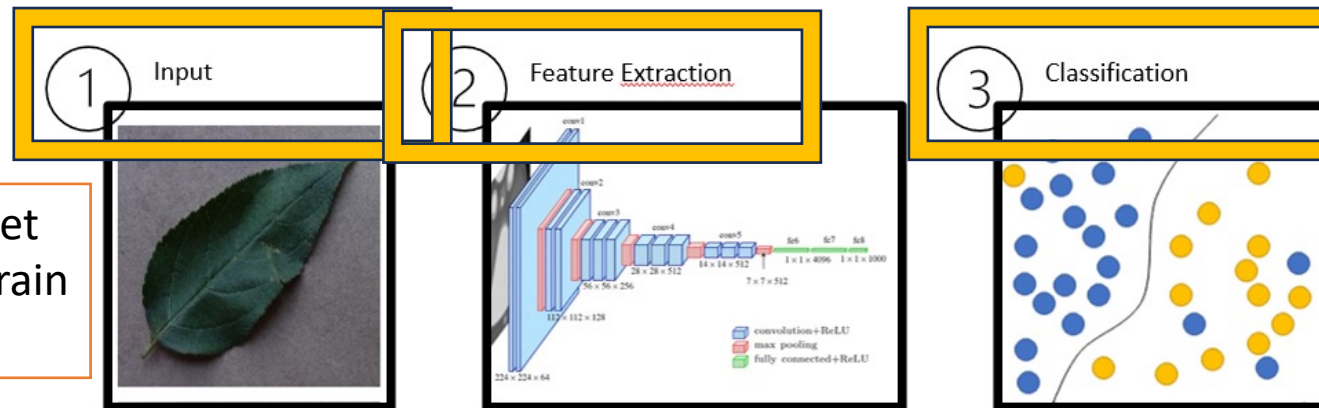 1 Input
2 Feature Extraction
3 Classification
et
rain
conv1
conv2
conv3
conv4
conv5
fc6 fc7 fc8
1 × 1 × 4096 1 × 1 × 1000
14 × 14 × 512
28 × 28 × 512
7 × 7 × 512
56 × 56 × 256
112 × 112 × 128
convolution+ReLU
max pooling
fully connected+ReLU
224 × 224 × 64